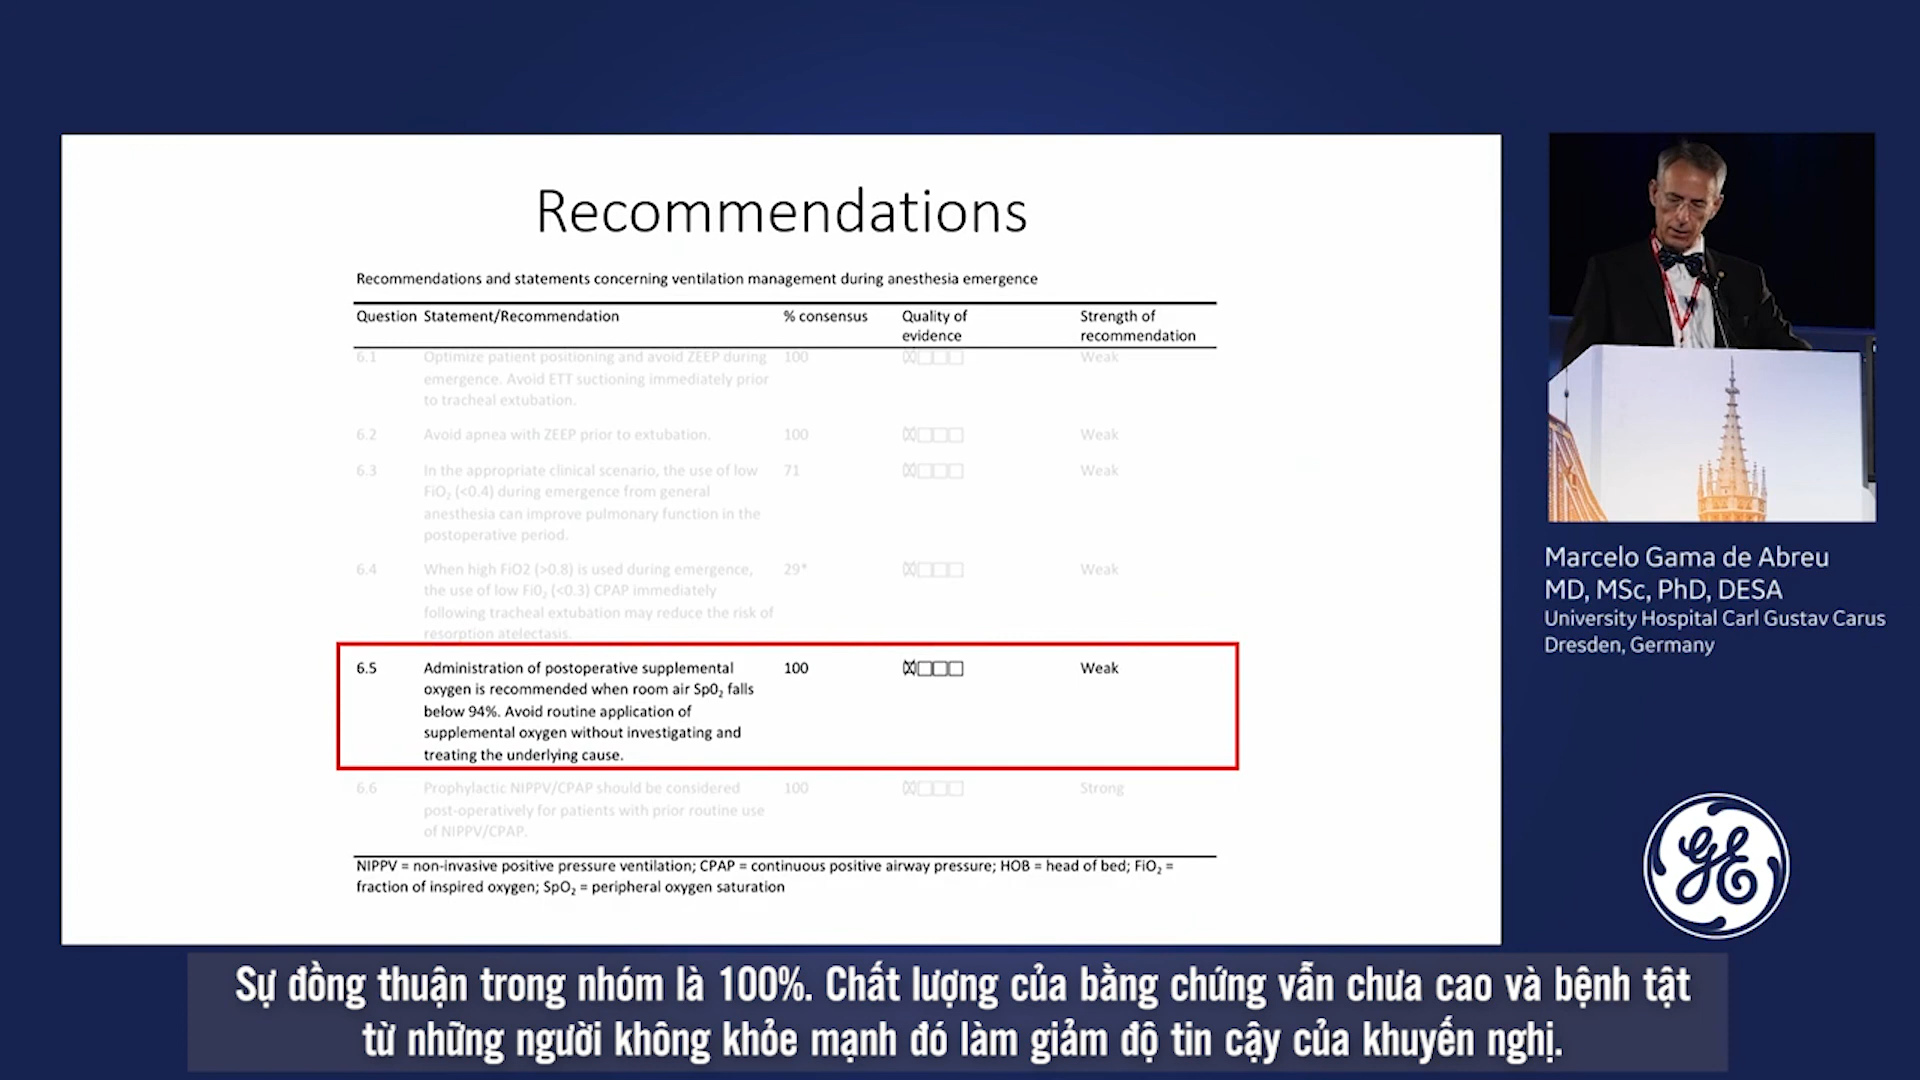 Recommendations
Recommendations and statements concerning ventilation management during anesthesia emergence
Question Statement/Recommendation % consensus Quality of evidence Strength of recommendation
6.1 Optimize patient positioning and avoid ZEEP during 100 ☒☐☐☐ Weak
emergence. Avoid ETT suctioning immediately prior
to tracheal extubation.
6.2 Avoid apnea with ZEEP prior to extubation. 100 ☒☐☐☐ Weak
6.3 In the appropriate clinical scenario, the use of low 71 ☒☐☐☐ Weak
FiO₂ (<0.4) during emergence from general
anesthesia can improve pulmonary function in the
postoperative period.
6.4 When high FiO2 (>0.8) is used during emergence, 29* ☒☐☐☐ Weak
the use of low Fi0₂ (<0.3) CPAP immediately
following tracheal extubation may reduce the risk of
resorption atelectasis.
6.5 Administration of postoperative supplemental 100 ☒☐☐☐ Weak
oxygen is recommended when room air Sp0₂ falls
below 94%. Avoid routine application of
supplemental oxygen without investigating and
treating the underlying cause.
6.6 Prophylactic NIPPV/CPAP should be considered 100 ☒☐☐☐ Strong
post-operatively for patients with prior routine use
of NIPPV/CPAP.
NIPPV = non-invasive positive pressure ventilation; CPAP = continuous positive airway pressure; HOB = head of bed; FiO₂ =
fraction of inspired oxygen; SpO₂ = peripheral oxygen saturation
Marcelo Gama de Abreu
MD, MSc, PhD, DESA
University Hospital Carl Gustav Carus
Dresden, Germany
GE
Sự đồng thuận trong nhóm là 100%. Chất lượng của bằng chứng vẫn chưa cao và bệnh tật
từ những người không khỏe mạnh đó làm giảm độ tin cậy của khuyến nghị.